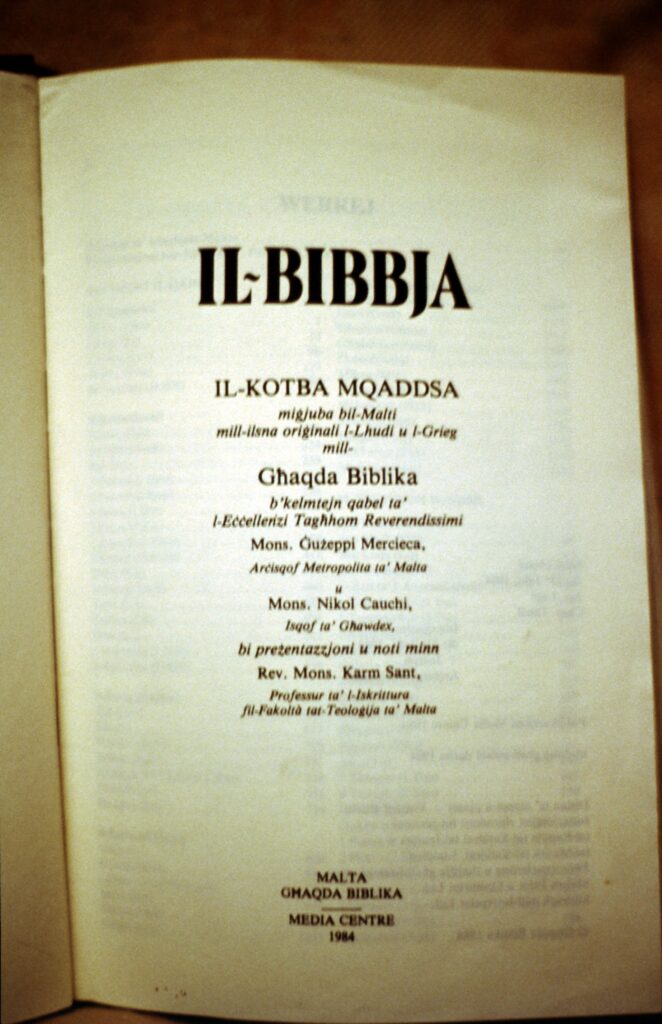 IL-BIBBJA
IL-KOTBA MQADDSA
miġjuba bil-Malti
mill-ilsna oriġinali l-Lhudi u l-Grieg
mill-
Għaqda Biblika
b'kelmtejn qabel ta'
l-Eċċellenzi Tagħhom Reverendissimi
Mons. Ġużeppi Mercieca,
Arċisqof Metropolita ta' Malta
u
Mons. Nikol Cauchi,
Isqof ta' Għawdex,
bi preżentazzjoni u noti minn
Rev. Mons. Karm Sant,
Professur ta' l-Iskrittura
fil-Fakoltà tat-Teoloġija ta' Malta
MALTA
GĦAQDA BIBLIKA
MEDIA CENTRE
1984